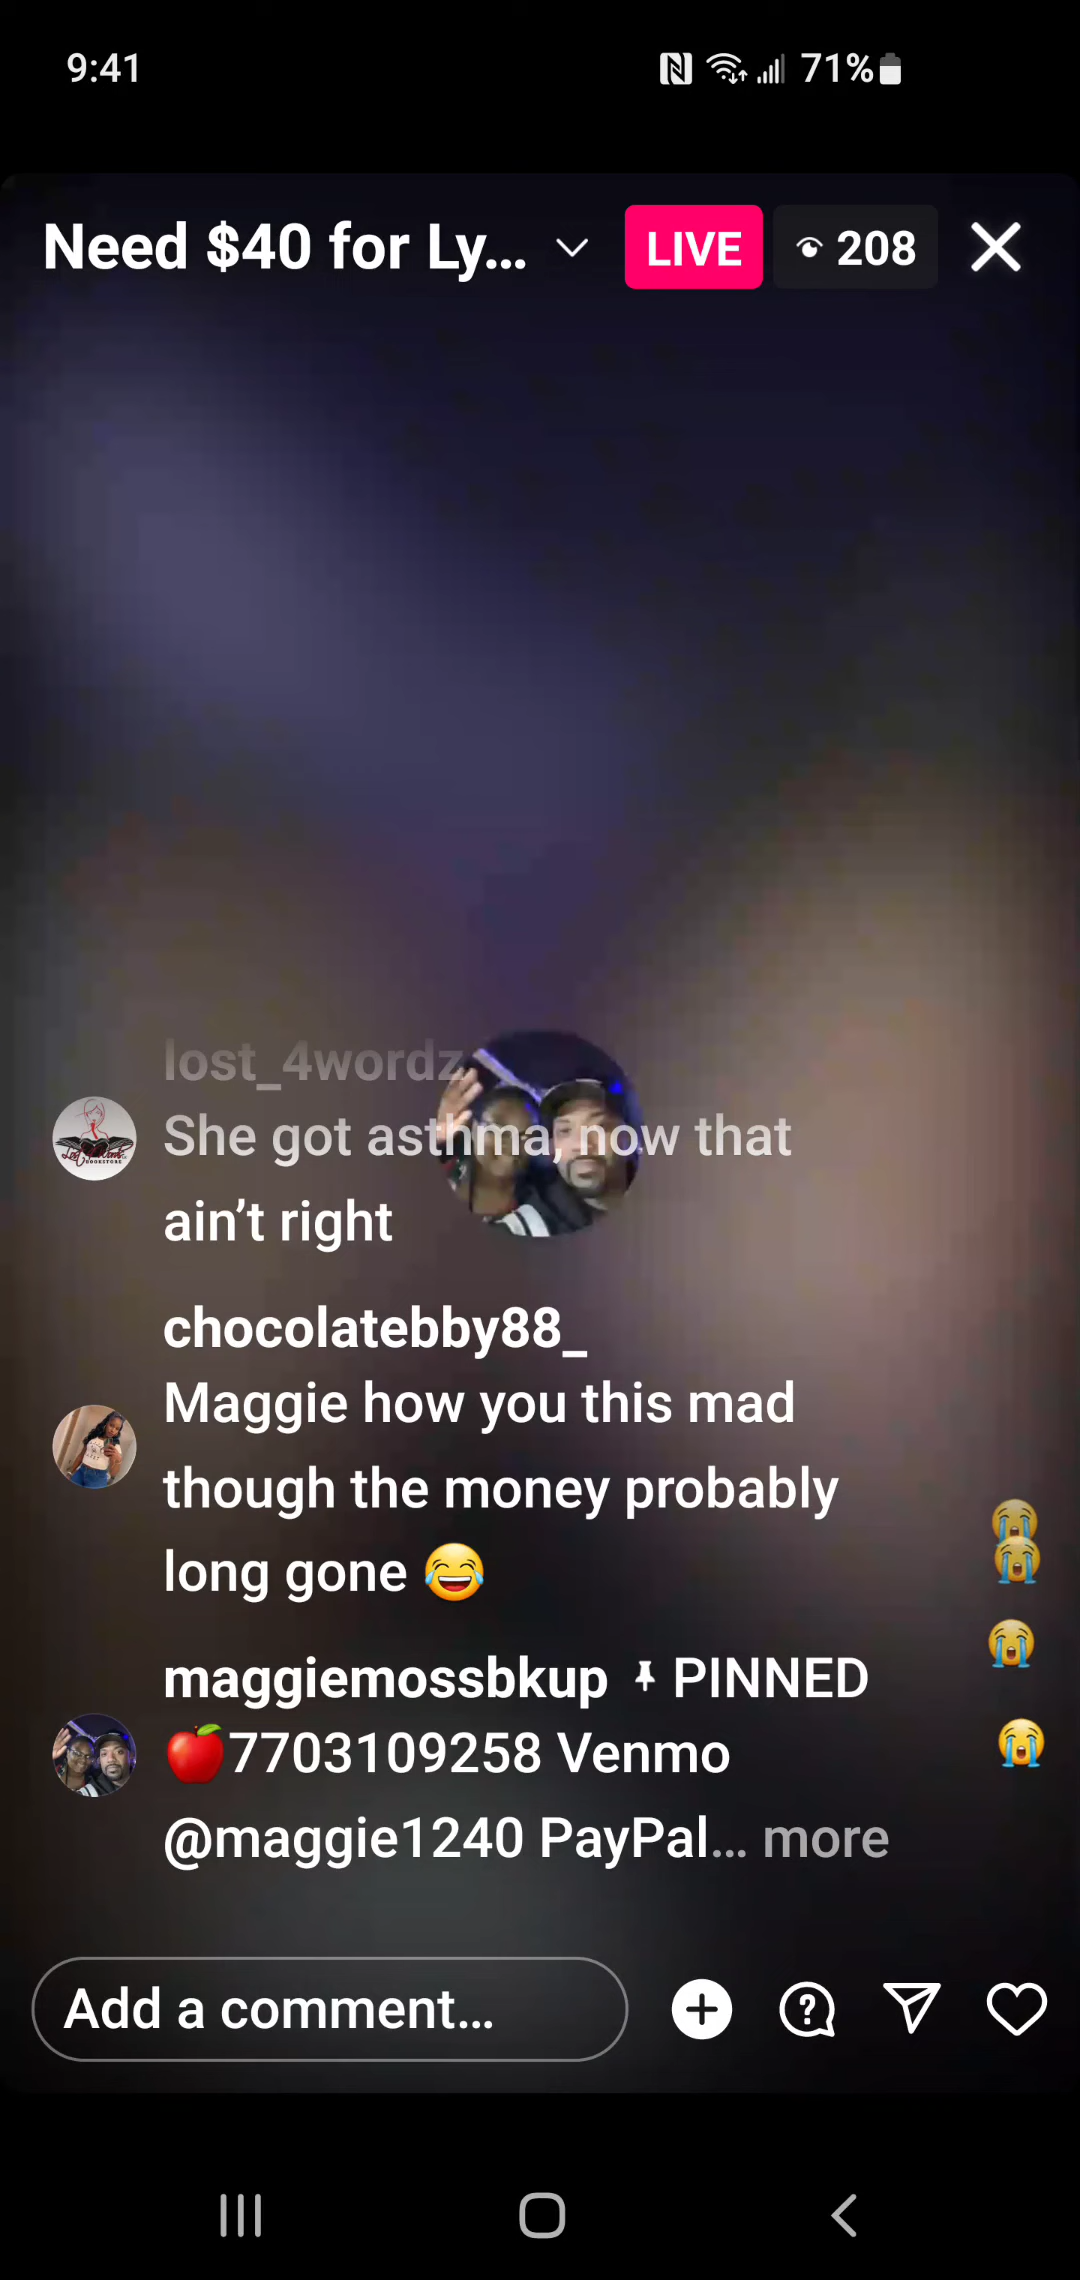 9:41 71%
Need $40 for Ly... LIVE 208
lost_4wordz
She got asthma, now that
ain’t right
chocolatebby88_
Maggie how you this mad
though the money probably
long gone 😂
maggiemossbkup PINNED
🍎7703109258 Venmo
@maggie1240 PayPal... more
Add a comment...